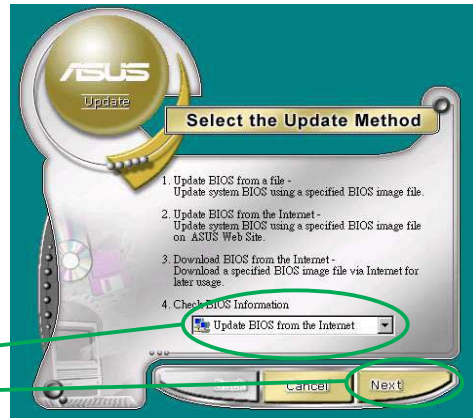 ASUS
Update
Select the Update Method
1. Update BIOS from a file -
Update system BIOS using a specified BIOS image file.
2. Update BIOS from the Internet -
Update system BIOS using a specified BIOS image file
on ASUS Web Site.
3. Download BIOS from the Internet -
Download a specified BIOS image file via Internet for
later usage.
4. Check BIOS Information
Update BIOS from the Internet
Cancel
Next